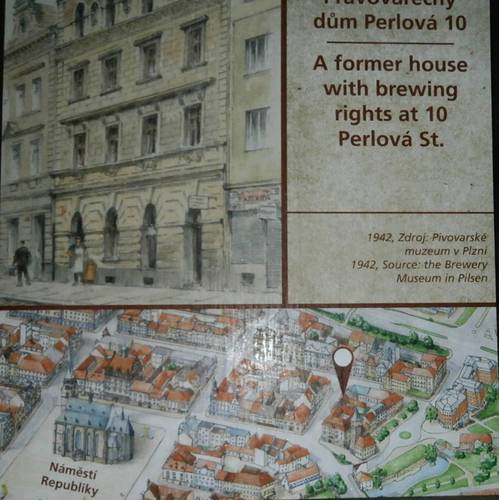 Právovárečný
dům Perlová 10
A former house
with brewing
rights at 10
Perlová St.
1942, Zdroj: Pivovarské
muzeum v Plzni
1942, Source: the Brewery
Museum in Pilsen
Náměstí
Republiky